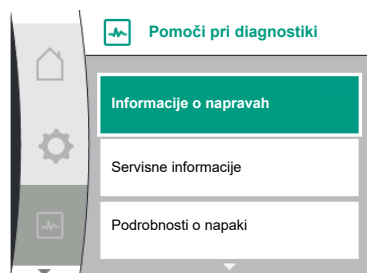 Pomoči pri diagnostiki
Informacije o napravah
Servisne informacije
Podrobnosti o napaki